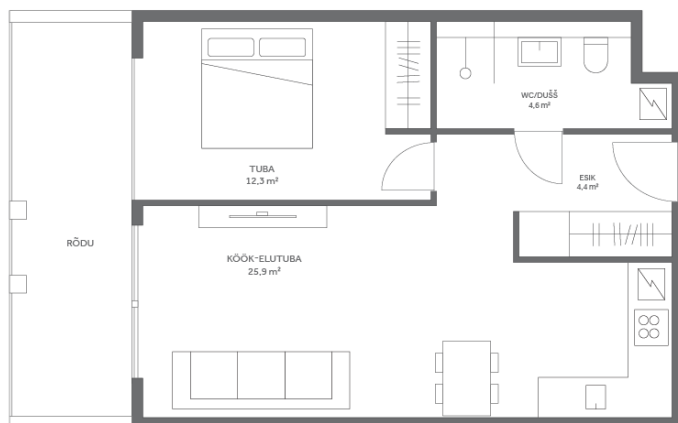 WC/DUŠŠ
4,6 m²
TUBA
12,3 m²
ESIK
4,4 m²
RÕDU
KÖÖK-ELUTUBA
25,9 m²